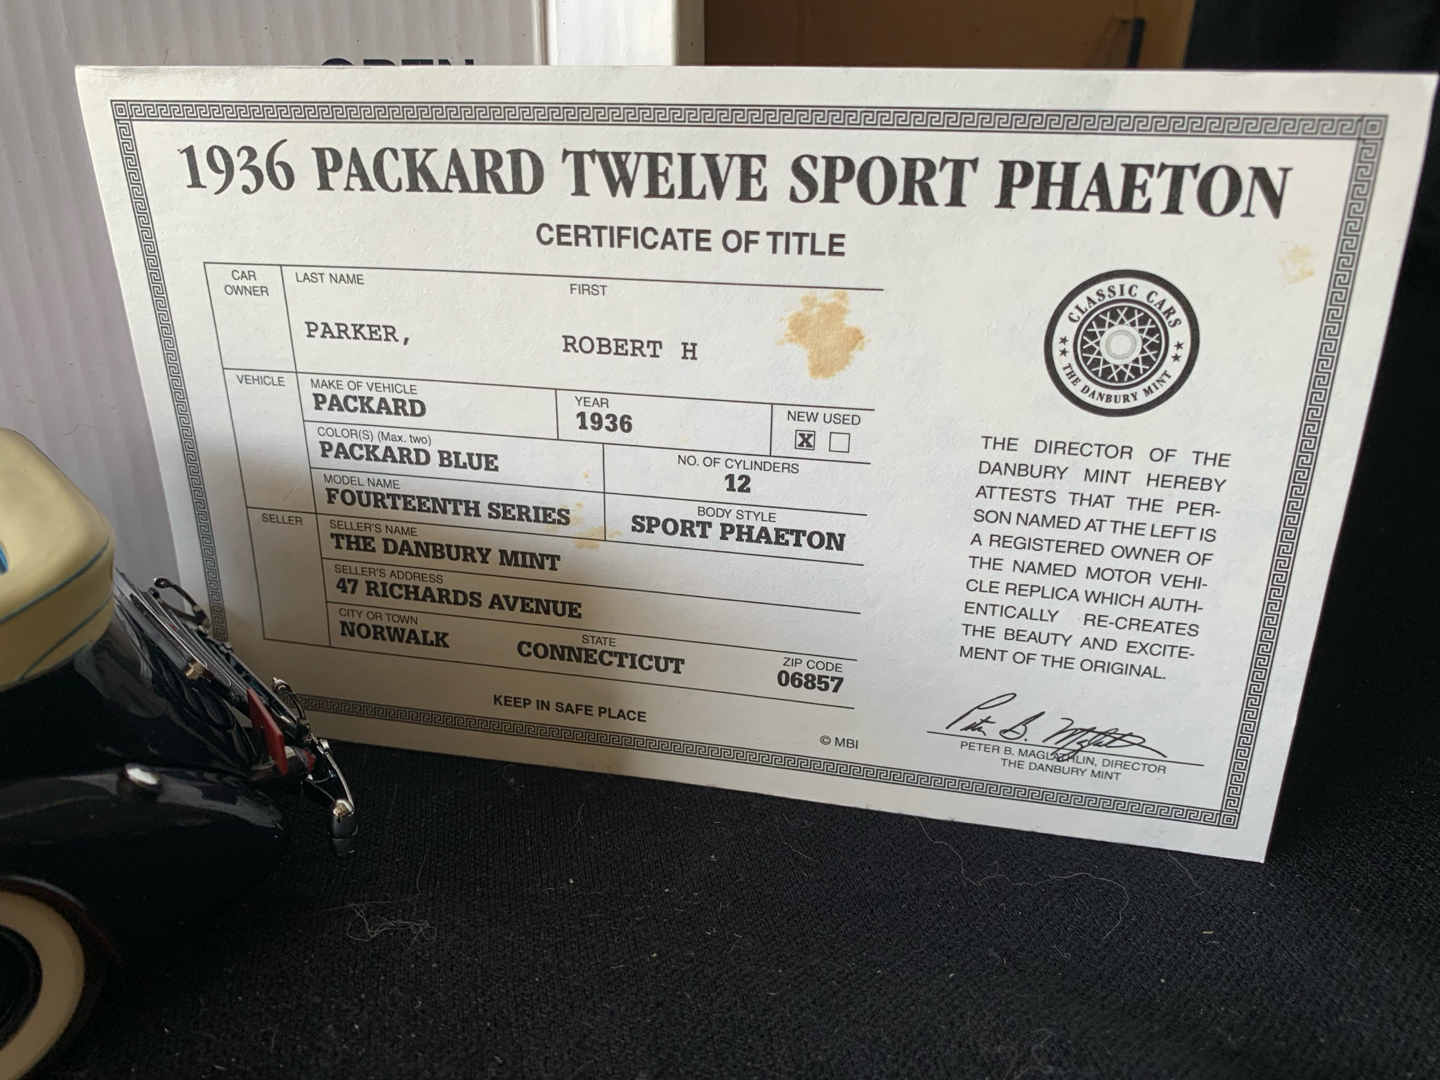 OPEN
1936 PACKARD TWELVE SPORT PHAETON
CERTIFICATE OF TITLE
CAR
OWNER
LAST NAME FIRST
PARKER, ROBERT H
VEHICLE
MAKE OF VEHICLE
PACKARD
YEAR
1936
NEW USED
X
COLOR(S) (Max. two)
PACKARD BLUE
NO. OF CYLINDERS
12
MODEL NAME
FOURTEENTH SERIES
BODY STYLE
SPORT PHAETON
SELLER
SELLER'S NAME
THE DANBURY MINT
SELLER'S ADDRESS
47 RICHARDS AVENUE
CITY OR TOWN
NORWALK
STATE
CONNECTICUT
ZIP CODE
06857
KEEP IN SAFE PLACE
© MBI
CLASSIC CARS
★★ THE DANBURY MINT ★★
THE DIRECTOR OF THE
DANBURY MINT HEREBY
ATTESTS THAT THE PER-
SON NAMED AT THE LEFT IS
A REGISTERED OWNER OF
THE NAMED MOTOR VEHI-
CLE REPLICA WHICH AUTH-
ENTICALLY RE-CREATES
THE BEAUTY AND EXCITE-
MENT OF THE ORIGINAL.
PETER B. MAGLATHLIN, DIRECTOR
THE DANBURY MINT